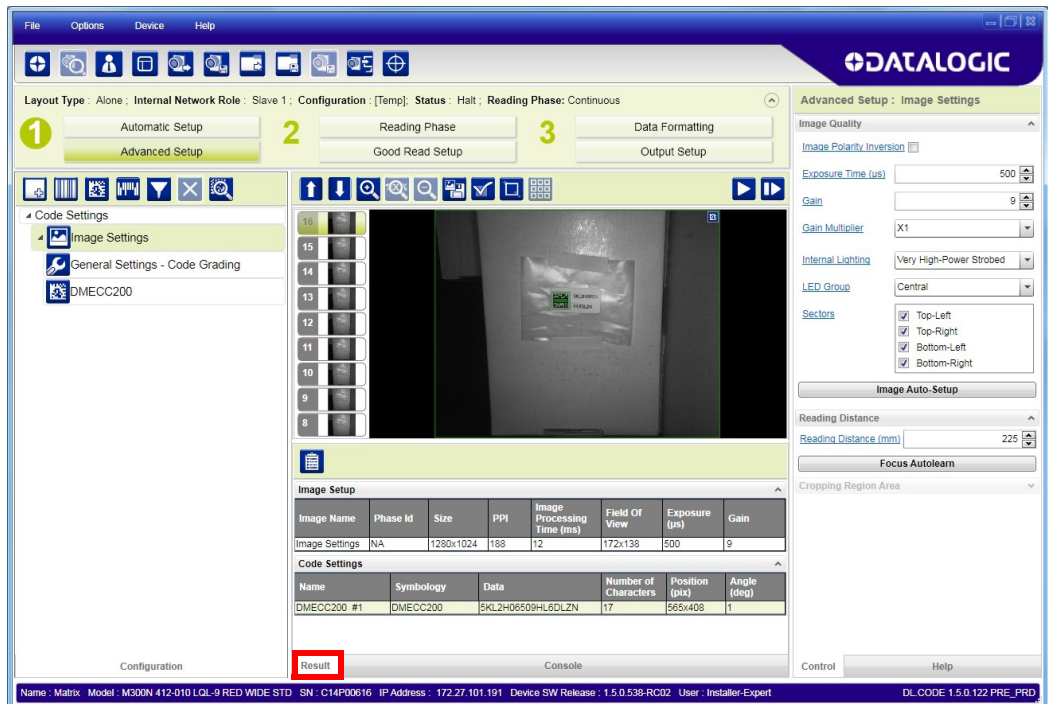 File Options Device Help
DATALOGIC
Layout Type : Alone ; Internal Network Role : Slave 1 ; Configuration : [Temp]; Status : Halt ; Reading Phase: Continuous
1 Automatic Setup 2 Reading Phase 3 Data Formatting
Advanced Setup Good Read Setup Output Setup
Code Settings
Image Settings
General Settings - Code Grading
DMECC200
Configuration
16
15
14
13
12
11
10
9
8
Image Setup
Image Name Phase Id Size PPI Image Processing Time (ms) Field Of View Exposure (µs) Gain
Image Settings NA 1280x1024 188 12 172x138 500 9
Code Settings
Name Symbology Data Number of Characters Position (pix) Angle (deg)
DMECC200 #1 DMECC200 5KL2H06509HL6DLZN 17 565x408 1
Result Console
Advanced Setup : Image Settings
Image Quality
Image Polarity Inversion
Exposure Time (µs) 500
Gain 9
Gain Multiplier X1
Internal Lighting Very High-Power Strobed
LED Group Central
Sectors Top-Left
Top-Right
Bottom-Left
Bottom-Right
Image Auto-Setup
Reading Distance
Reading Distance (mm) 225
Focus Autolearn
Cropping Region Area
Control Help
Name : Matrix Model : M300N 412-010 LQL-9 RED WIDE STD SN : C14P00616 IP Address : 172.27.101.191 Device SW Release : 1.5.0.538-RC02 User : Installer-Expert DL.CODE 1.5.0.122 PRE_PRD